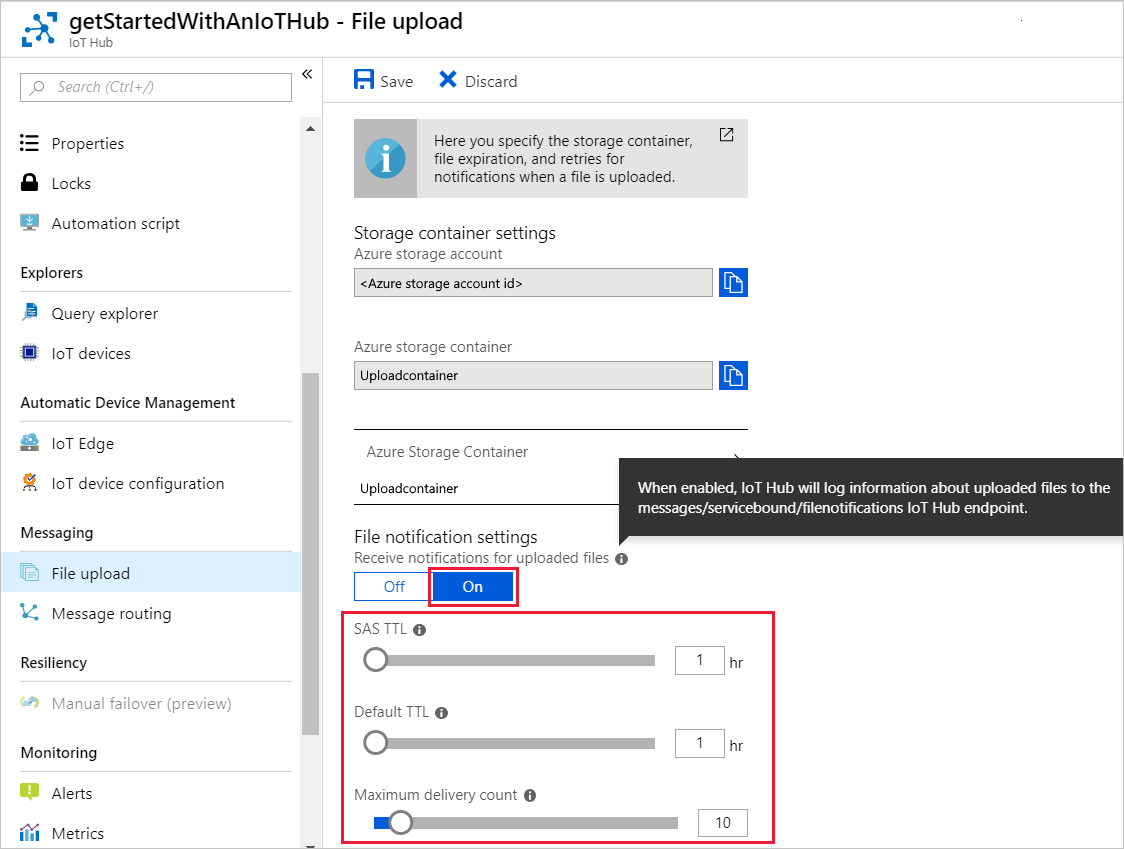 getStartedWithAnIoTHub - File upload
IoT Hub
Search (Ctrl+/)
«
Properties
Locks
Automation script
Explorers
Query explorer
IoT devices
Automatic Device Management
IoT Edge
IoT device configuration
Messaging
File upload
Message routing
Resiliency
Manual failover (preview)
Monitoring
Alerts
Metrics
Save
Discard
Here you specify the storage container,
file expiration, and retries for
notifications when a file is uploaded.
Storage container settings
Azure storage account
<Azure storage account id>
Azure storage container
Uploadcontainer
Azure Storage Container
Uploadcontainer
When enabled, IoT Hub will log information about uploaded files to the
messages/servicebound/filenotifications IoT Hub endpoint.
File notification settings
Receive notifications for uploaded files
Off On
SAS TTL
1 hr
Default TTL
1 hr
Maximum delivery count
10